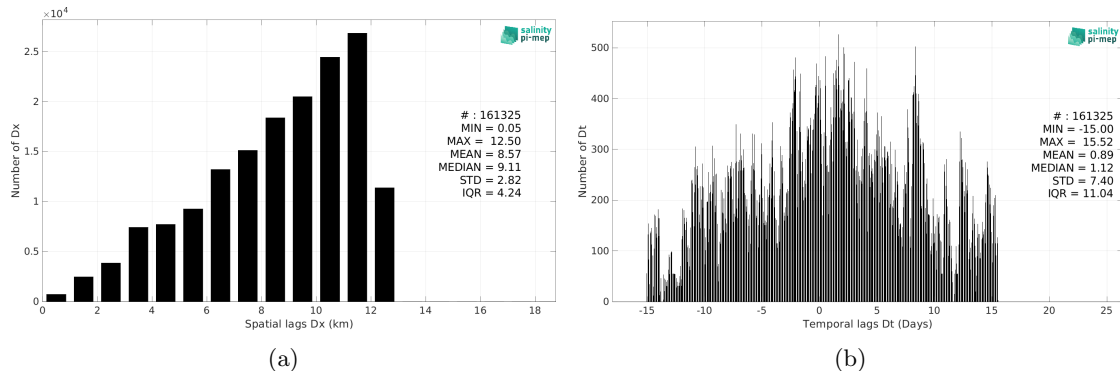 ×10⁴
salinity
pi-mep
2.5
2
1.5
1
0.5
0
Number of Dx
# : 161325
MIN = 0.05
MAX = 12.50
MEAN = 8.57
MEDIAN = 9.11
STD = 2.82
IQR = 4.24
0 2 4 6 8 10 12 14 16 18
Spatial lags Dx (km)
(a)
salinity
pi-mep
500
400
300
200
100
0
Number of Dt
# : 161325
MIN = -15.00
MAX = 15.52
MEAN = 0.89
MEDIAN = 1.12
STD = 7.40
IQR = 11.04
-15 -10 -5 0 5 10 15 20 25
Temporal lags Dt (Days)
(b)